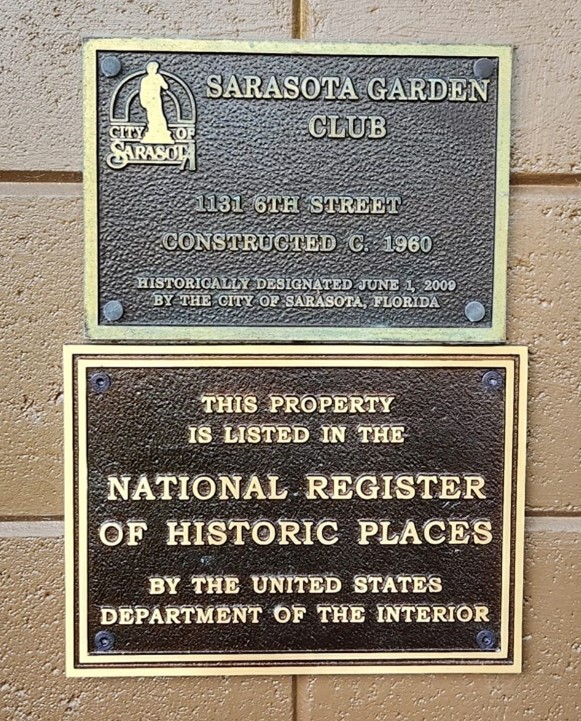 CITY OF
SARASOTA
SARASOTA GARDEN
CLUB
1131 6TH STREET
CONSTRUCTED C. 1960
HISTORICALLY DESIGNATED JUNE 1, 2009
BY THE CITY OF SARASOTA, FLORIDA
THIS PROPERTY
IS LISTED IN THE
NATIONAL REGISTER
OF HISTORIC PLACES
BY THE UNITED STATES
DEPARTMENT OF THE INTERIOR